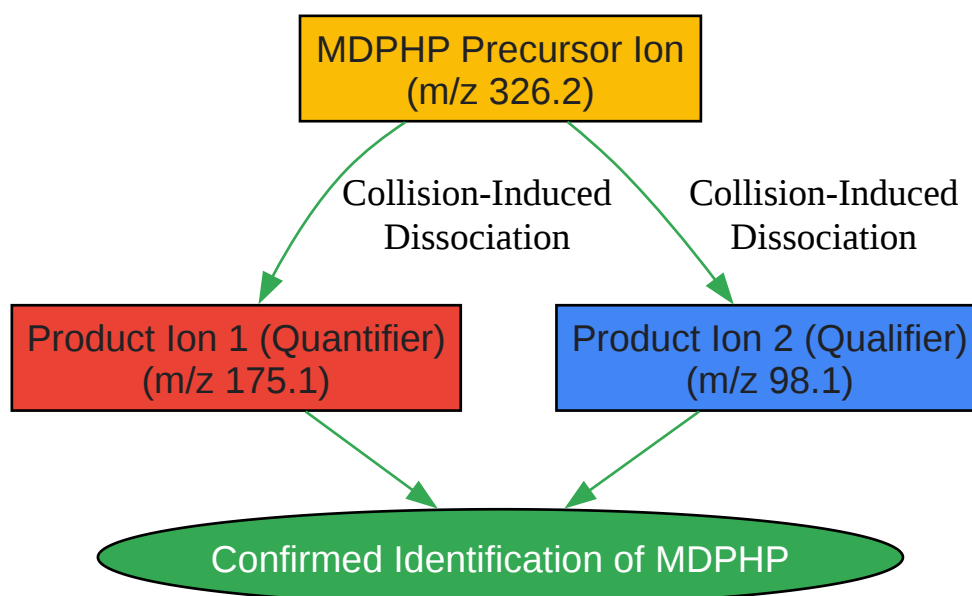 MDPHP Precursor Ion
(m/z 326.2)
Collision-Induced
Dissociation
Collision-Induced
Dissociation
Product Ion 1 (Quantifier)
(m/z 175.1)
Product Ion 2 (Qualifier)
(m/z 98.1)
Confirmed Identification of MDPHP